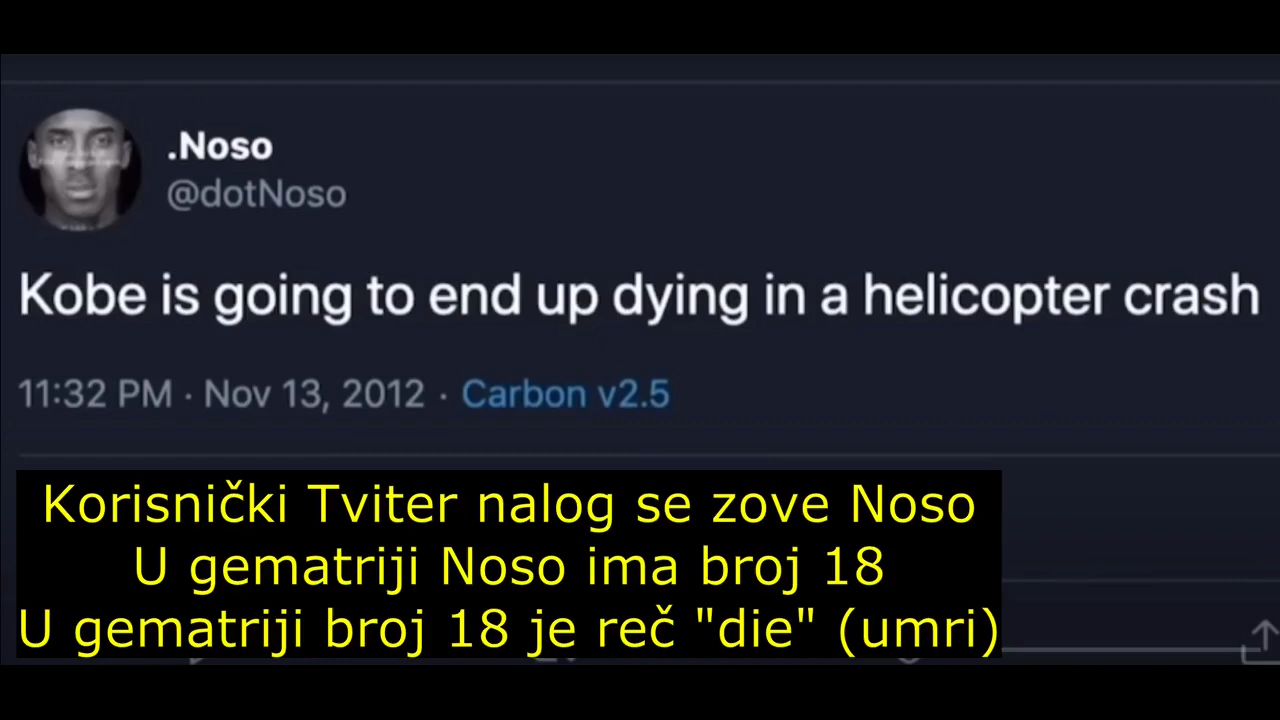 .Noso
@dotNoso
Kobe is going to end up dying in a helicopter crash
11:32 PM · Nov 13, 2012 · Carbon v2.5
Korisnički Tviter nalog se zove Noso
U gematriji Noso ima broj 18
U gematriji broj 18 je reč "die" (umri)